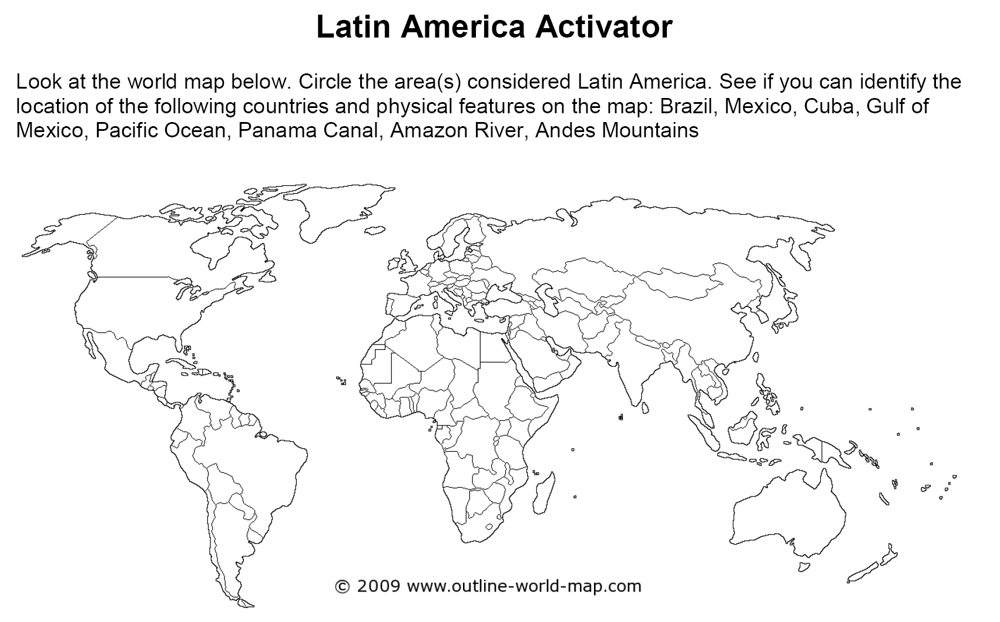 Latin America Activator
Look at the world map below. Circle the area(s) considered Latin America. See if you can identify the
location of the following countries and physical features on the map: Brazil, Mexico, Cuba, Gulf of
Mexico, Pacific Ocean, Panama Canal, Amazon River, Andes Mountains
© 2009 www.outline-world-map.com